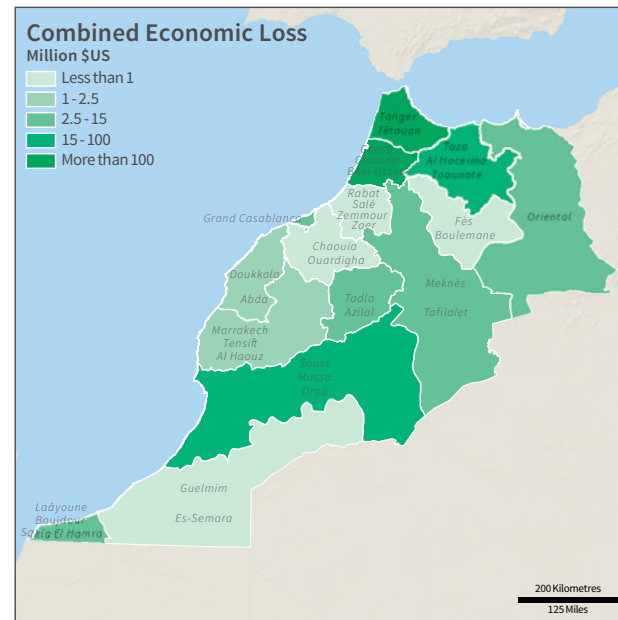 Combined Economic Loss
Million $US
Less than 1
1 - 2.5
2.5 - 15
15 - 100
More than 100
Tanger
Tétouan
Chrarda
Béni Hssen
Taza
Al Hoceima
Taounate
Rabat
Salé
Zemmour
Zaer
Grand Casablanca
Fès
Boulemane
Oriental
Chaouia
Ouardigha
Doukkala
Abda
Meknès
Tafilalet
Tadla
Azilal
Marrakech
Tensift
Al Haouz
Souss
Massa
Draâ
Guelmim
Es-Semara
Laâyoune
Boujdour
Sakia El Hamra
200 Kilometres
125 Miles